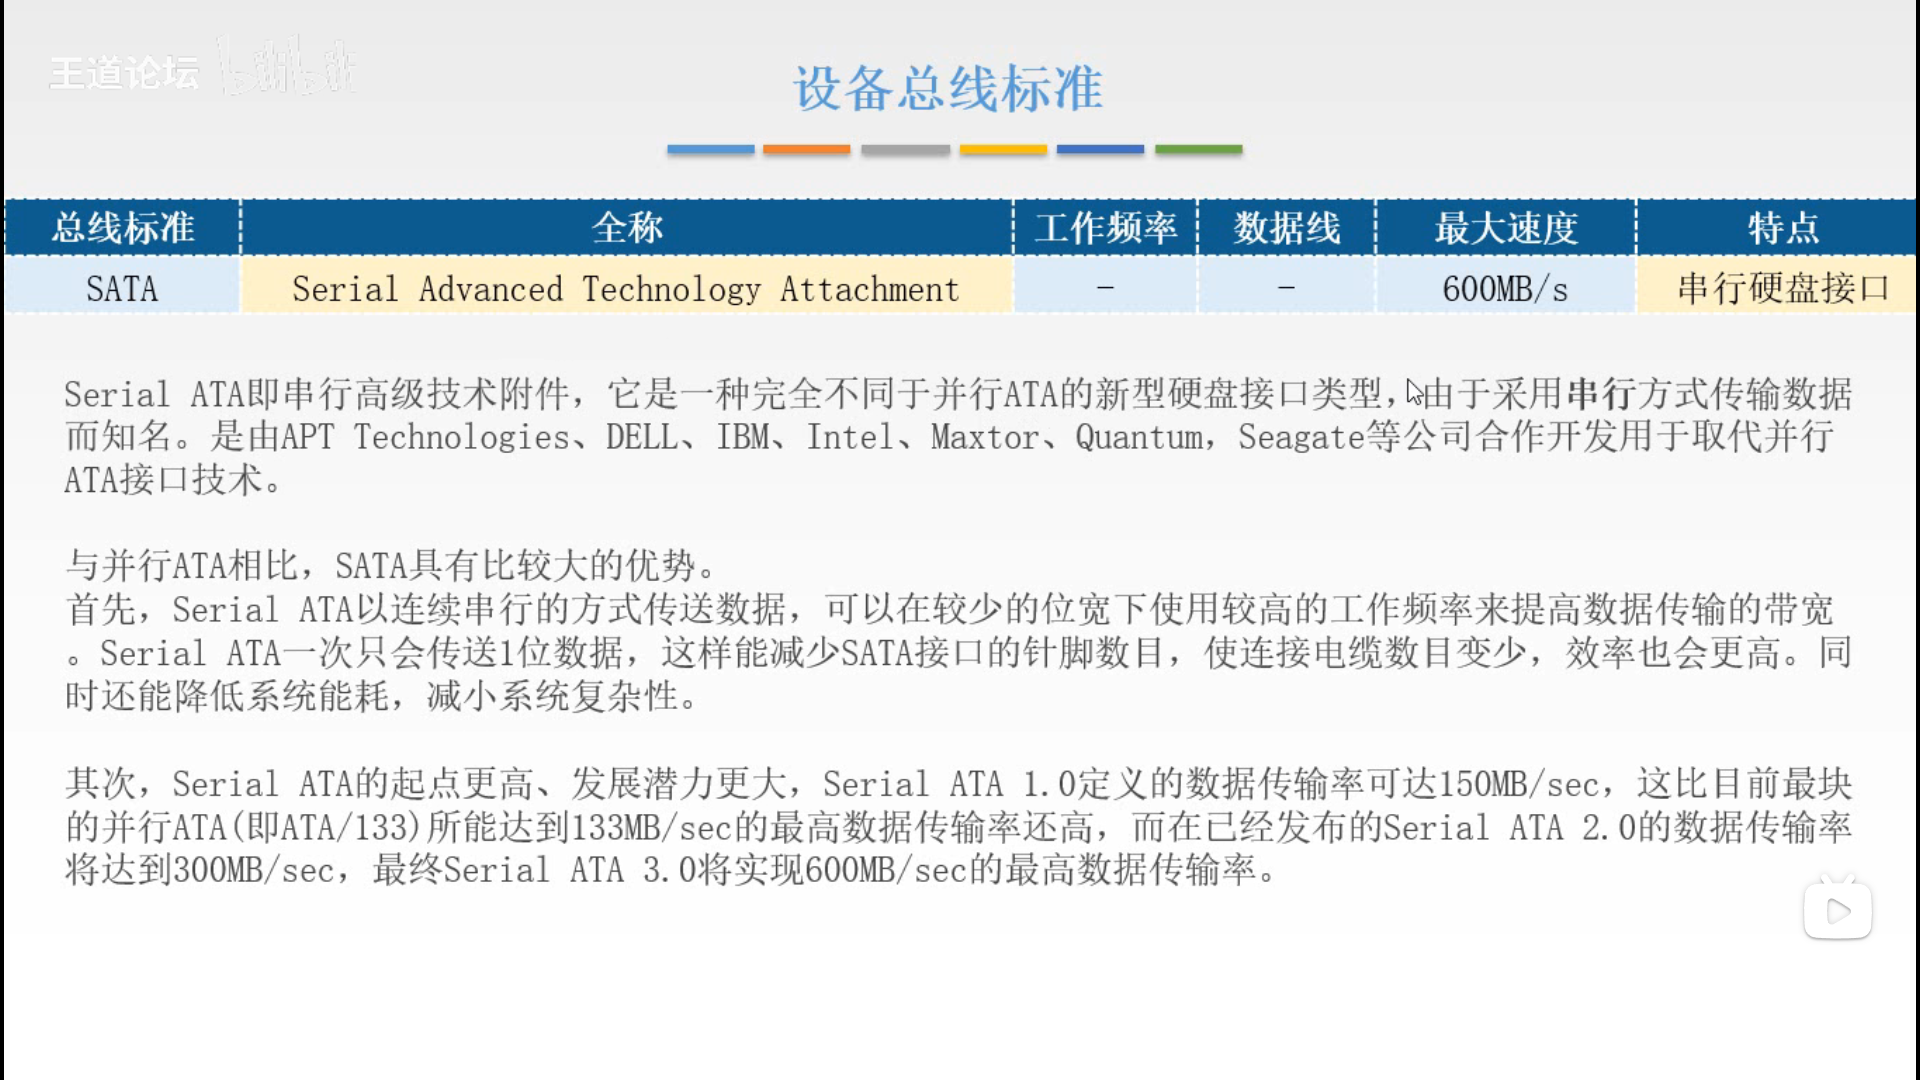 王道论坛 bilibili
设备总线标准
总线标准 全称 工作频率 数据线 最大速度 特点
SATA Serial Advanced Technology Attachment - - 600MB/s 串行硬盘接口
Serial ATA即串行高级技术附件，它是一种完全不同于并行ATA的新型硬盘接口类型，由于采用串行方式传输数据
而知名。是由APT Technologies、DELL、IBM、Intel、Maxtor、Quantum，Seagate等公司合作开发用于取代并行
ATA接口技术。
与并行ATA相比，SATA具有比较大的优势。
首先，Serial ATA以连续串行的方式传送数据，可以在较少的位宽下使用较高的工作频率来提高数据传输的带宽
。Serial ATA一次只会传送1位数据，这样能减少SATA接口的针脚数目，使连接电缆数目变少，效率也会更高。同
时还能降低系统能耗，减小系统复杂性。
其次，Serial ATA的起点更高、发展潜力更大，Serial ATA 1.0定义的数据传输率可达150MB/sec，这比目前最块
的并行ATA(即ATA/133)所能达到133MB/sec的最高数据传输率还高，而在已经发布的Serial ATA 2.0的数据传输率
将达到300MB/sec，最终Serial ATA 3.0将实现600MB/sec的最高数据传输率。